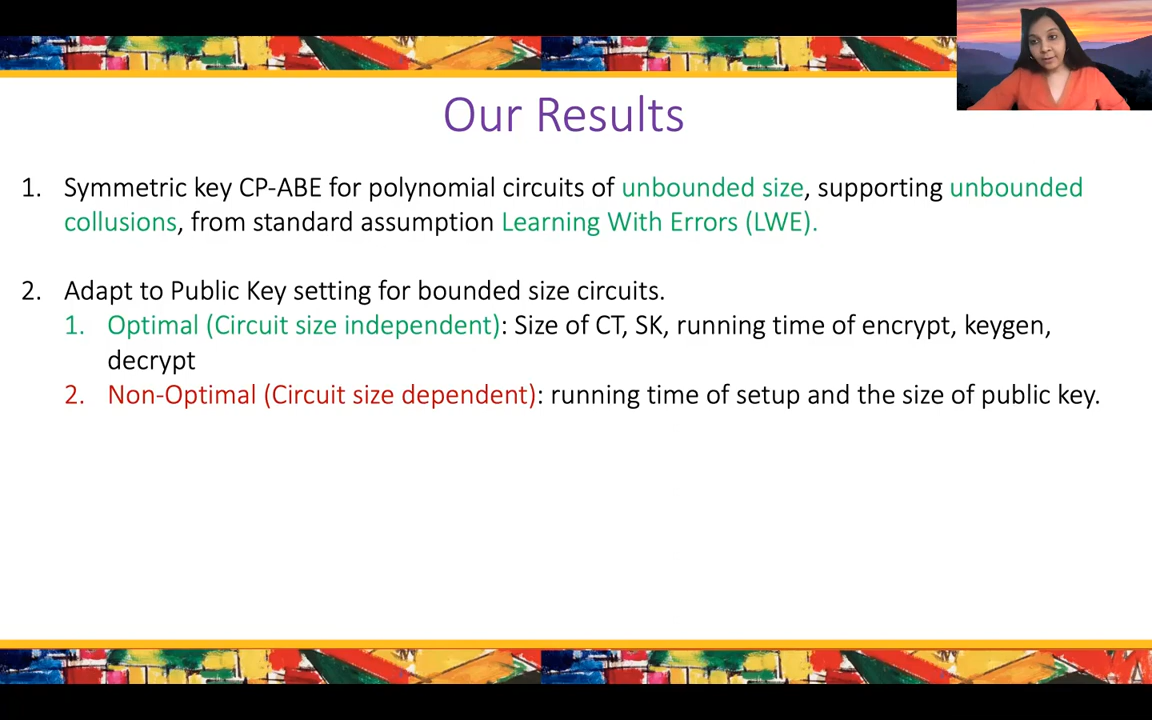 Our Results
1. Symmetric key CP-ABE for polynomial circuits of unbounded size, supporting unbounded
collusions, from standard assumption Learning With Errors (LWE).
2. Adapt to Public Key setting for bounded size circuits.
1. Optimal (Circuit size independent): Size of CT, SK, running time of encrypt, keygen,
decrypt
2. Non-Optimal (Circuit size dependent): running time of setup and the size of public key.